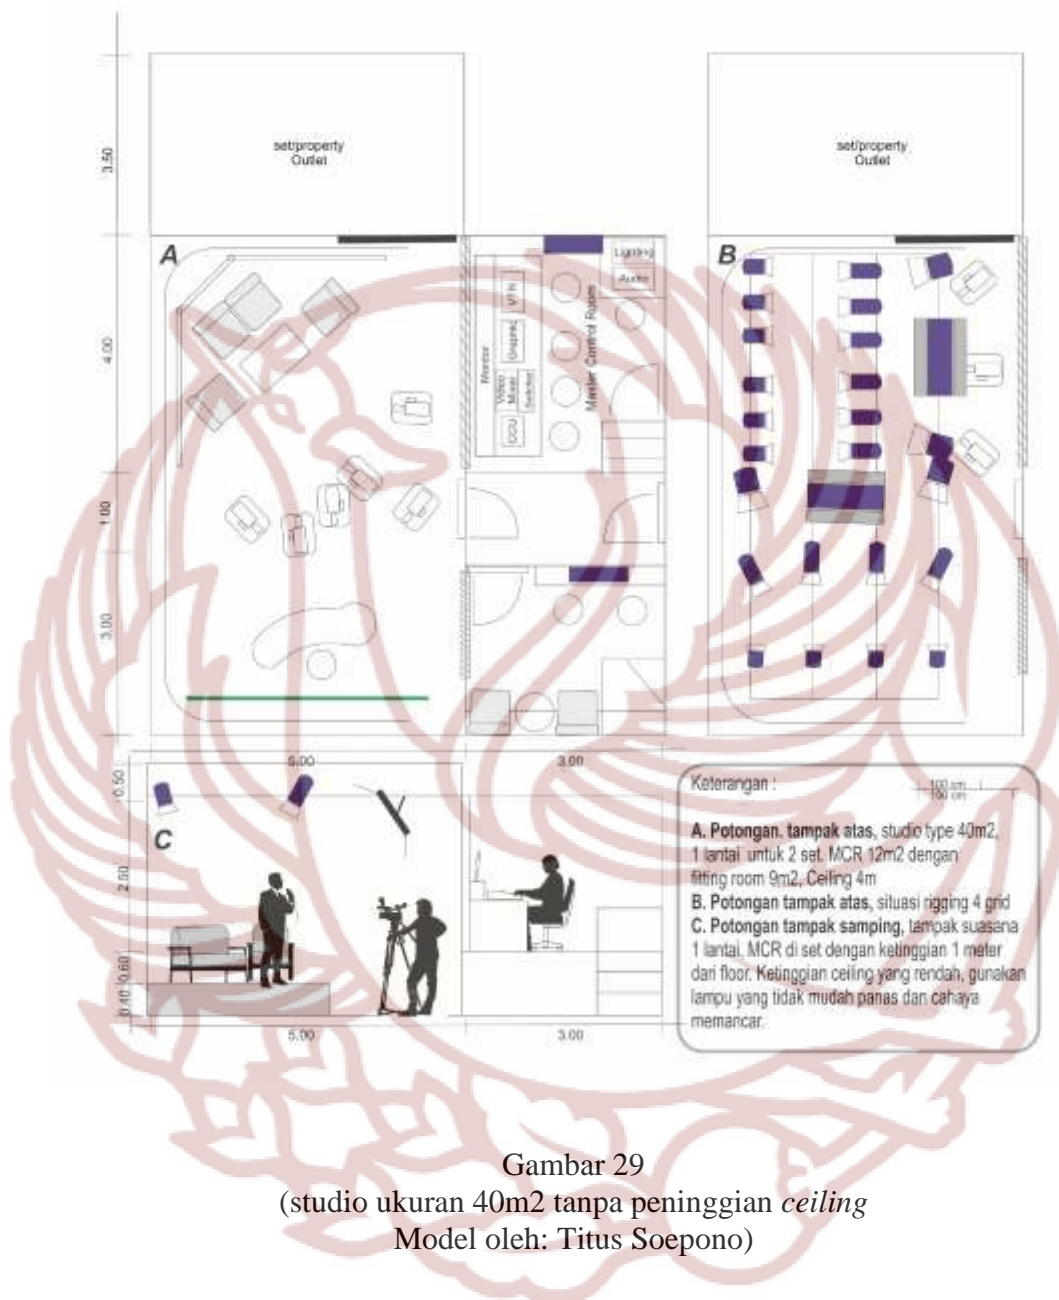 set/property
Outlet
set/property
Outlet
3.50
A
4.00
1.00
3.00
Monitor
VTR
Graphic
Video
Mixer
Switcher
CCU
Master Control Room
Lighting
Audio
B
5.00
3.00
0.50
2.50
0.60
0.40
C
5.00
3.00
Keterangan :
100 cm
100 cm
A. Potongan. tampak atas, studio type 40m2,
1 lantai untuk 2 set. MCR 12m2 dengan
fitting room 9m2, Ceiling 4m
B. Potongan tampak atas, situasi rigging 4 grid
C. Potongan tampak samping, tampak suasana
1 lantai. MCR di set dengan ketinggian 1 meter
dari floor. Ketinggian ceiling yang rendah, gunakan
lampu yang tidak mudah panas dan cahaya
memancar.
Gambar 29
(studio ukuran 40m2 tanpa peninggian ceiling
Model oleh: Titus Soepono)